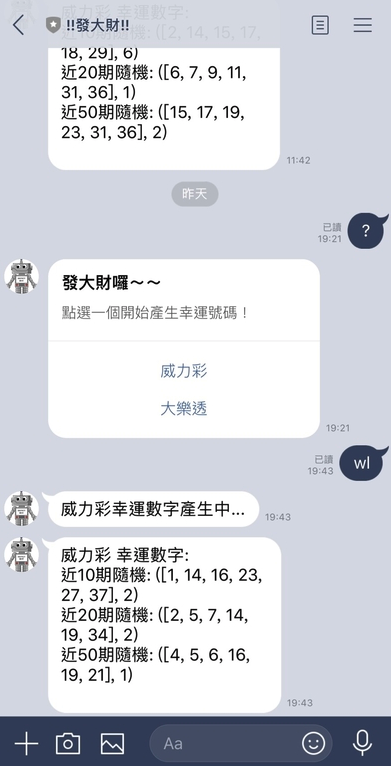 !!發大財!!
威力彩 幸運數字:
18, 29], 6)
近20期隨機: ([6, 7, 9, 11,
31, 36], 1)
近50期隨機: ([15, 17, 19,
23, 31, 36], 2)
11:42
昨天
已讀
19:21
?
發大財囉～～
點選一個開始產生幸運號碼！
威力彩
大樂透
19:21
已讀
19:43
wl
威力彩幸運數字產生中...
19:43
威力彩 幸運數字:
近10期隨機: ([1, 14, 16, 23,
27, 37], 2)
近20期隨機: ([2, 5, 7, 14,
19, 34], 2)
近50期隨機: ([4, 5, 6, 16,
19, 21], 1)
19:43
Aa